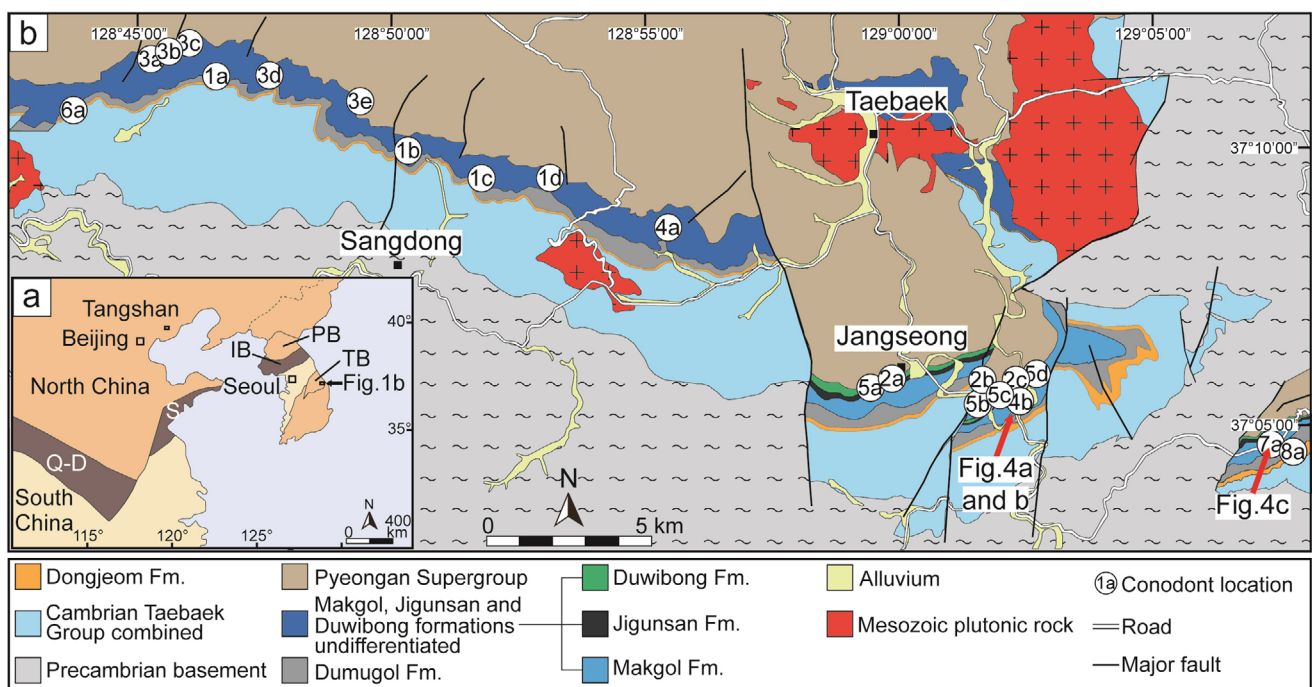 b
128°45’00”
128°50’00”
128°55’00”
129°00’00”
129°05’00”
3a
3b
3c
1a
3d
3e
6a
1b
1c
1d
4a
Taebaek
37°10’00”
Sangdong
Jangseong
5a
2a
2b
2c
5d
5b
5c
4b
37°05’00”
7a
8a
Fig.4a
and b
Fig.4c
N
0
5 km
a
Tangshan
Beijing
PB
IB
TB
Seoul
Fig.1b
North China
S
Q-D
South
China
40°
35°
115°
120°
125°
N
0
400
km
Dongjeom Fm.
Cambrian Taebaek
Group combined
Precambrian basement
Pyeongan Supergroup
Makgol, Jigunsan and
Duwibong formations
undifferentiated
Dumugol Fm.
Duwibong Fm.
Jigunsan Fm.
Makgol Fm.
Alluvium
Mesozoic plutonic rock
1a Conodont location
Road
Major fault